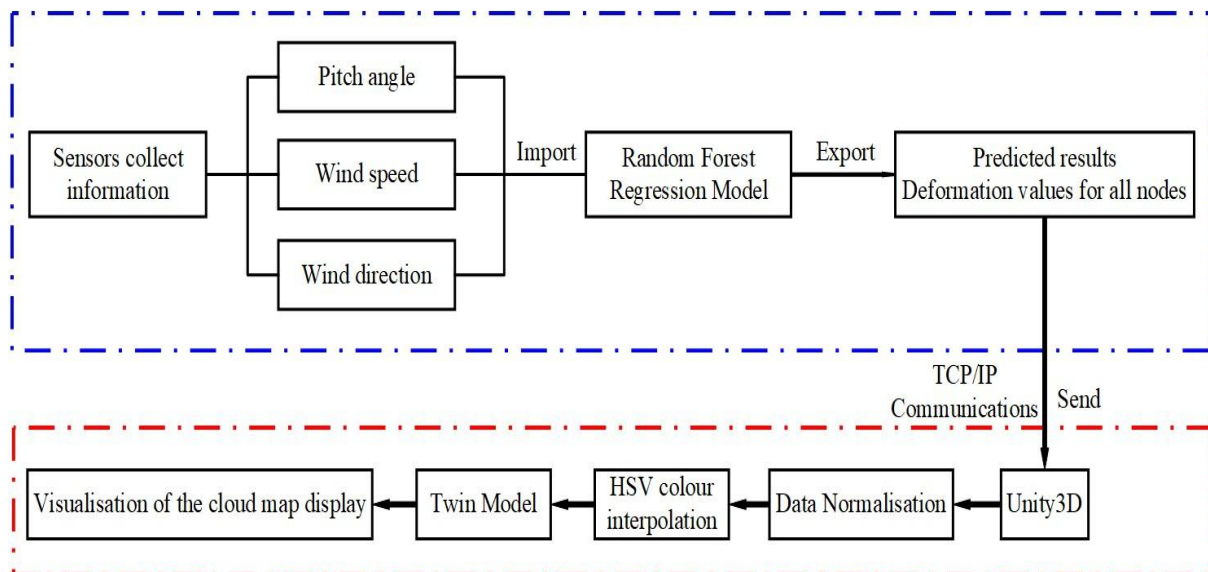 Sensors collect
information
Pitch angle
Wind speed
Wind direction
Import
Random Forest
Regression Model
Export
Predicted results
Deformation values for all nodes
TCP/IP
Communications
Send
Unity3D
Data Normalisation
HSV colour
interpolation
Twin Model
Visualisation of the cloud map display